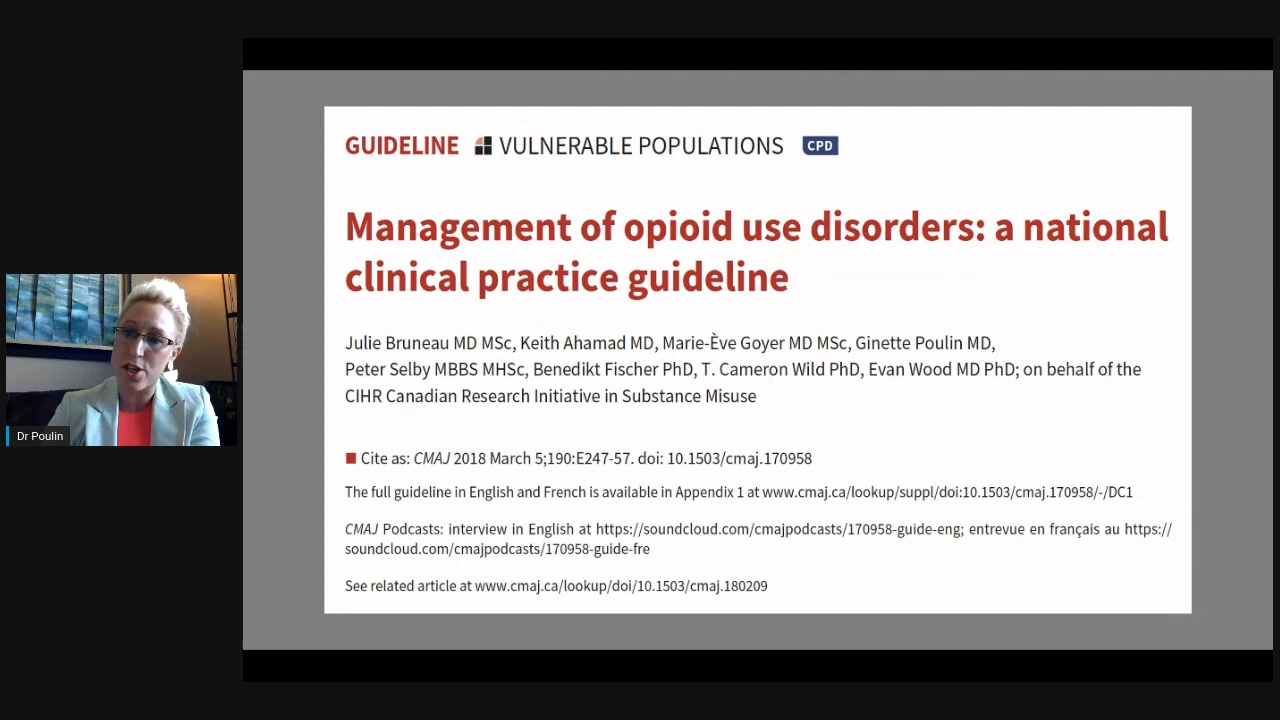 GUIDELINE VULNERABLE POPULATIONS CPD
Management of opioid use disorders: a national
clinical practice guideline
Julie Bruneau MD MSc, Keith Ahamad MD, Marie-Ève Goyer MD MSc, Ginette Poulin MD,
Peter Selby MBBS MHSc, Benedikt Fischer PhD, T. Cameron Wild PhD, Evan Wood MD PhD; on behalf of the
CIHR Canadian Research Initiative in Substance Misuse
Cite as: CMAJ 2018 March 5;190:E247-57. doi: 10.1503/cmaj.170958
The full guideline in English and French is available in Appendix 1 at www.cmaj.ca/lookup/suppl/doi:10.1503/cmaj.170958/-/DC1
CMAJ Podcasts: interview in English at https://soundcloud.com/cmajpodcasts/170958-guide-eng; entrevue en français au https://
soundcloud.com/cmajpodcasts/170958-guide-fre
See related article at www.cmaj.ca/lookup/doi/10.1503/cmaj.180209
Dr Poulin